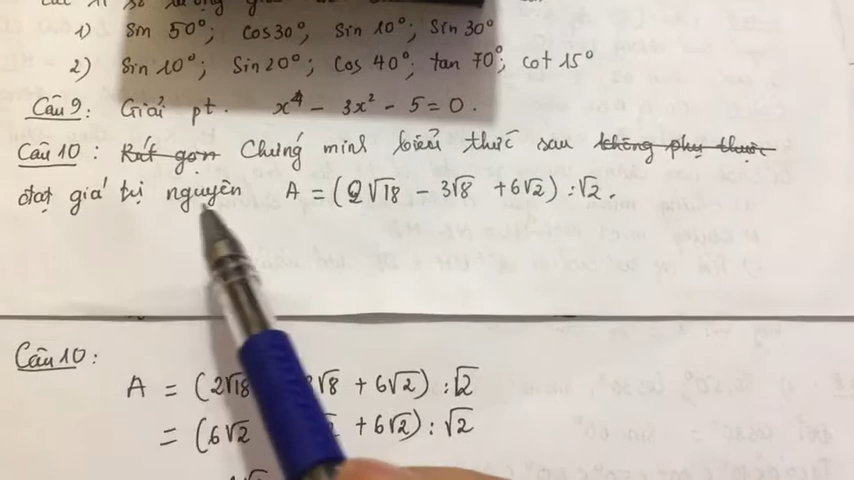 1) Sin 50°; cos30°; Sin 10°; Sin 30°
2) Sin 10°; Sin 20°; Cos 40°; tan 70°; cot 15°
Câu 9: Giải pt. x⁴ - 3x² - 5 = 0.
Câu 10: Rút gọn Chứng minh biểu thức sau không phụ thuộc
đạt giá trị nguyên A = (2√18 - 3√8 + 6√2) : √2.
Câu 10:
A = (2√18 √8 + 6√2) : √2
= (6√2 + 6√2) : √2